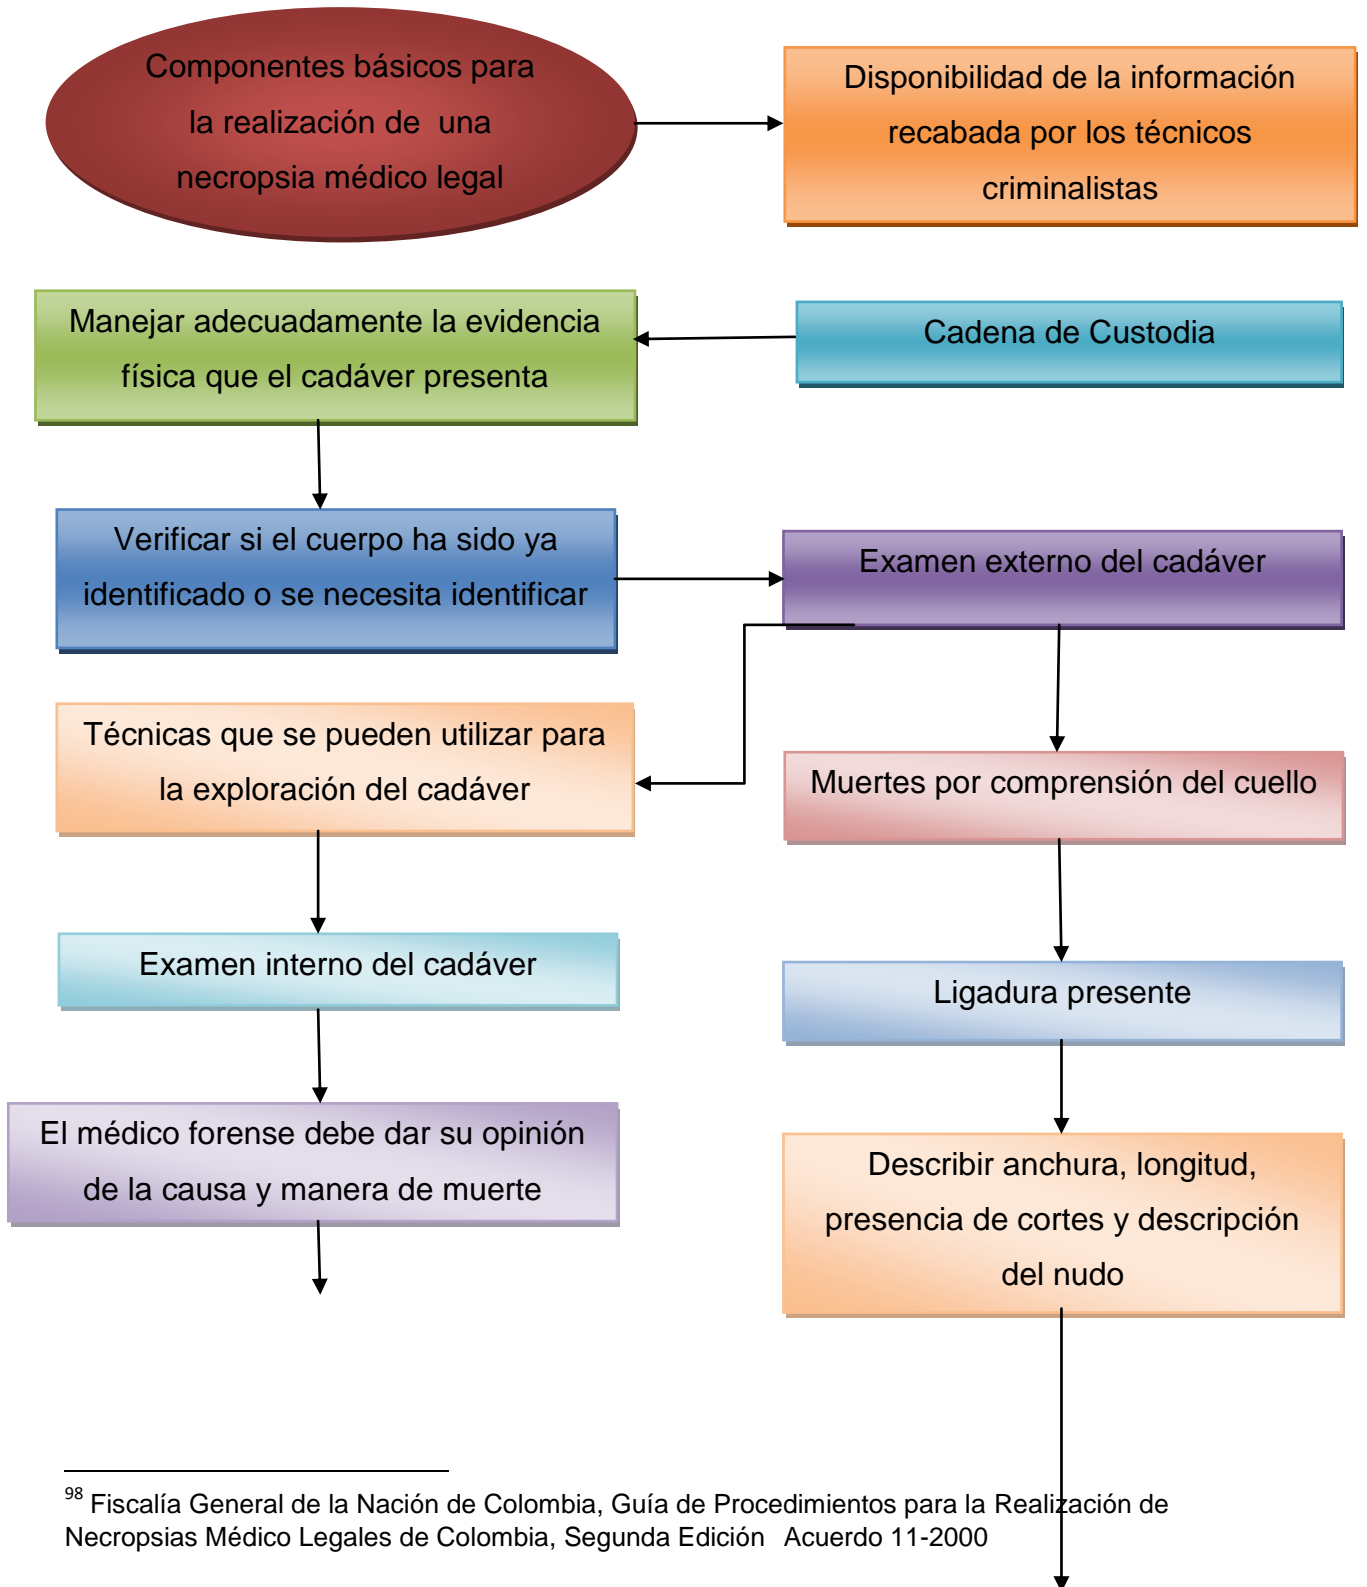 Componentes básicos para
la realización de una
necropsia médico legal
Disponibilidad de la información
recabada por los técnicos
criminalistas
Manejar adecuadamente la evidencia
física que el cadáver presenta
Cadena de Custodia
Verificar si el cuerpo ha sido ya
identificado o se necesita identificar
Examen externo del cadáver
Técnicas que se pueden utilizar para
la exploración del cadáver
Muertes por comprensión del cuello
Examen interno del cadáver
Ligadura presente
El médico forense debe dar su opinión
de la causa y manera de muerte
Describir anchura, longitud,
presencia de cortes y descripción
del nudo
98 Fiscalía General de la Nación de Colombia, Guía de Procedimientos para la Realización de
Necropsias Médico Legales de Colombia, Segunda Edición Acuerdo 11-2000